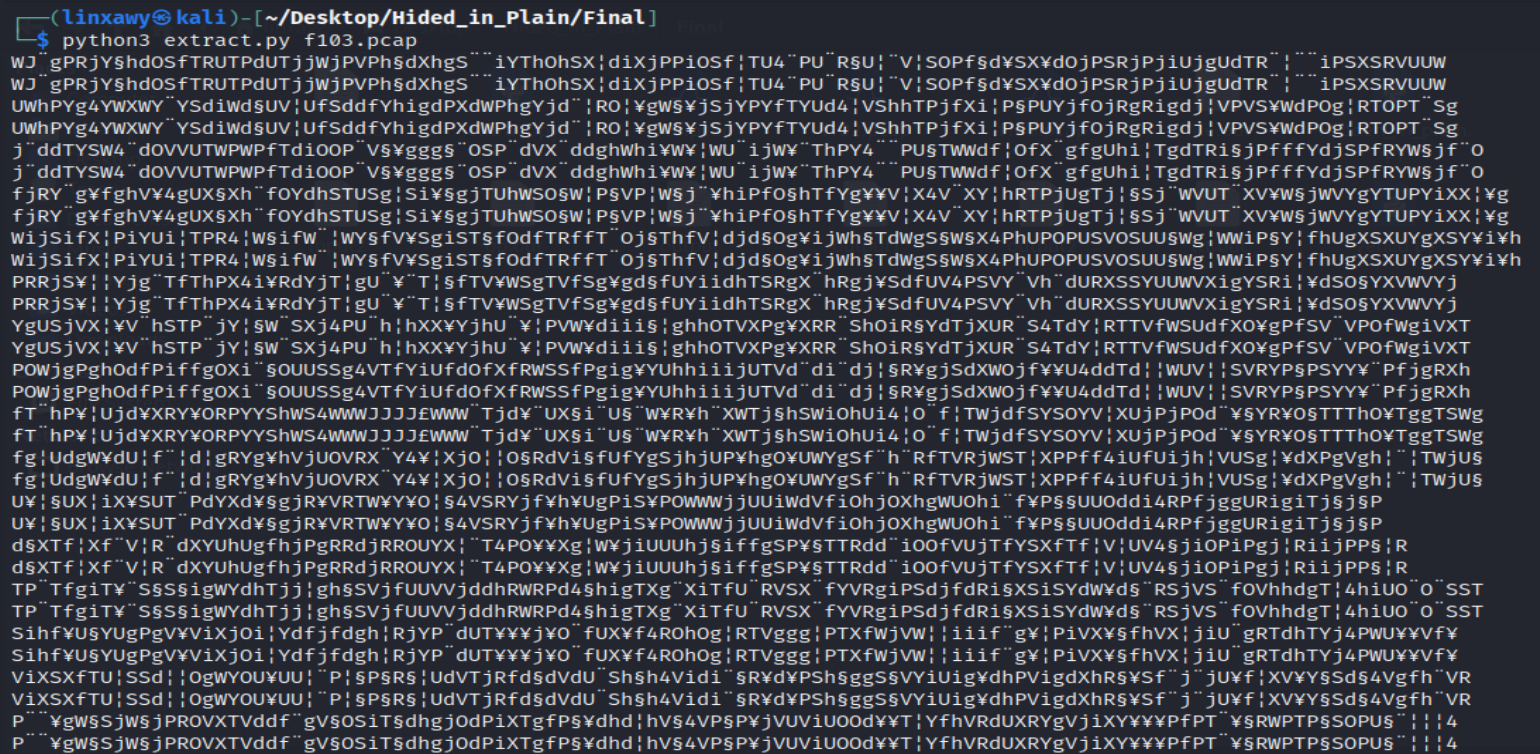 ┌──(linxawy㉿kali)-[~/Desktop/Hided_in_Plain/Final]
└─$ python3 extract.py f103.pcap
WJ¨gPRjY§hdOSfTRUTPdUTjjWjPVPh§dXhgS¨¨iYThOhSX¦diXjPPiOSf¦TU4¨PU¨R§U¦¨V¦SOPf§d¥SX¥dOjPSRjPjiUjgUdTR¨¦¨¨iPSXSRVUUW
WJ¨gPRjY§hdOSfTRUTPdUTjjWjPVPh§dXhgS¨¨iYThOhSX¦diXjPPiOSf¦TU4¨PU¨R§U¦¨V¦SOPf§d¥SX¥dOjPSRjPjiUjgUdTR¨¦¨¨iPSXSRVUUW
UWhPYg4YWXWY¨YSdiWd§UV¦UfSddfYhigdPXdWPhgYjd¨¦RO¦¥gW§¥jSjYPYfTYUd4¦VShhTPjfXi¦P§PUYjfOjRgRigdj¦VPVS¥WdPOg¦RTOPT¨Sg
UWhPYg4YWXWY¨YSdiWd§UV¦UfSddfYhigdPXdWPhgYjd¨¦RO¦¥gW§¥jSjYPYfTYUd4¦VShhTPjfXi¦P§PUYjfOjRgRigdj¦VPVS¥WdPOg¦RTOPT¨Sg
j¨ddTYSW4¨dOVVUTWPWPfTdiOOP¨V§¥ggg§¨OSP¨dVX¨ddghWhi¥W¥¦WU¨ijW¥¨ThPY4¨¨PU§TWWdf¦OfX¨gfgUhi¦TgdTRi§jPfffYdjSPfRYW§jf¨O
j¨ddTYSW4¨dOVVUTWPWPfTdiOOP¨V§¥ggg§¨OSP¨dVX¨ddghWhi¥W¥¦WU¨ijW¥¨ThPY4¨¨PU§TWWdf¦OfX¨gfgUhi¦TgdTRi§jPfffYdjSPfRYW§jf¨O
fjRY¨g¥fghV¥4gUX§Xh¨fOYdhSTUSg¦Si¥§gjTUhWSO§W¦P§VP¦W§j¨¥hiPfO§hTfYg¥¥¥V¦X4V¨XY¦hRTPjUgTj¦§Sj¨WVUT¨XV¥W§jWVYgYTUPYiXX¦¥g
fjRY¨g¥fghV¥4gUX§Xh¨fOYdhSTUSg¦Si¥§gjTUhWSO§W¦P§VP¦W§j¨¥hiPfO§hTfYg¥¥¥V¦X4V¨XY¦hRTPjUgTj¦§Sj¨WVUT¨XV¥W§jWVYgYTUPYiXX¦¥g
WijSifX¦PiYUi¦TPR4¦W§ifW¨¦WY§fV¥SgiST§fOdfTRffT¨Oj§ThfV¦djd§Og¥ijWh§TdWgS§W§X4PhUPOPUSVOSUU§Wg¦WWiP§Y¦fhUgXSXUYgXSY¥i¥h
WijSifX¦PiYUi¦TPR4¦W§ifW¨¦WY§fV¥SgiST§fOdfTRffT¨Oj§ThfV¦djd§Og¥ijWh§TdWgS§W§X4PhUPOPUSVOSUU§Wg¦WWiP§Y¦fhUgXSXUYgXSY¥i¥h
PRRjS¥¦¦Yjg¨TfThPX4i¥RdYjT¦gU¨¥¨T¦§fTV¥WSgTVfSg¥gd§fUYiidhTSRgX¨hRgj¥SdfUV4PSVY¨Vh¨dURXSSYUUWVXigYSRi¦¥dSO§YXVWVYj
PRRjS¥¦¦Yjg¨TfThPX4i¥RdYjT¦gU¨¥¨T¦§fTV¥WSgTVfSg¥gd§fUYiidhTSRgX¨hRgj¥SdfUV4PSVY¨Vh¨dURXSSYUUWVXigYSRi¦¥dSO§YXVWVYj
YgUSjVX¦¥V¨hSTP¨jY¦§W¨SXj4PU¨h¦hXX¥YjhU¨¥¦PVW¥diii§¦ghhOTVXPg¥XRR¨ShOiR§YdTjXUR¨S4TdY¦RTTVfWSUdfXO¥gPfSV¨VPOfWgiVXT
YgUSjVX¦¥V¨hSTP¨jY¦§W¨SXj4PU¨h¦hXX¥YjhU¨¥¦PVW¥diii§¦ghhOTVXPg¥XRR¨ShOiR§YdTjXUR¨S4TdY¦RTTVfWSUdfXO¥gPfSV¨VPOfWgiVXT
POWjgPghOdfPiffgOXi¨§OUUSSg4VTfYiUfdOfXfRWSSfPgig¥YUhhiiijUTVd¨di¨dj¦§R¥gjSdXWOjf¥¥U4ddTd¦¦WUV¦¦SVRYP§PSYY¥¨PfjgRXh
POWjgPghOdfPiffgOXi¨§OUUSSg4VTfYiUfdOfXfRWSSfPgig¥YUhhiiijUTVd¨di¨dj¦§R¥gjSdXWOjf¥¥U4ddTd¦¦WUV¦¦SVRYP§PSYY¥¨PfjgRXh
fT¨hP¥¦Ujd¥XRY¥ORPYYShWS4WWWJJJJ£WWW¨Tjd¥¨UX§i¨U§¨W¥R¥h¨XWTj§hSWiOhUi4¦O¨f¦TWjdfSYSOYV¦XUjPjPOd¨¥§YR¥O§TTThO¥TggTSWg
fT¨hP¥¦Ujd¥XRY¥ORPYYShWS4WWWJJJJ£WWW¨Tjd¥¨UX§i¨U§¨W¥R¥h¨XWTj§hSWiOhUi4¦O¨f¦TWjdfSYSOYV¦XUjPjPOd¨¥§YR¥O§TTThO¥TggTSWg
fg¦UdgW¥dU¦f¨¦d¦gRYg¥hVjUOVRX¨Y4¥¦XjO¦¦O§RdVi§fUfYgSjhjUP¥hgO¥UWYgSf¨h¨RfTVRjWST¦XPPff4iUfUijh¦VUSg¦¥dXPgVgh¦¨¦TWjU§
fg¦UdgW¥dU¦f¨¦d¦gRYg¥hVjUOVRX¨Y4¥¦XjO¦¦O§RdVi§fUfYgSjhjUP¥hgO¥UWYgSf¨h¨RfTVRjWST¦XPPff4iUfUijh¦VUSg¦¥dXPgVgh¦¨¦TWjU§
U¥¦§UX¦iX¥SUT¨PdYXd¥§gjR¥VRTW¥Y¥O¦§4VSRYjf¥h¥UgPiS¥POWWWjjUUiWdVfiOhjOXhgWUOhi¨f¥P§§UUOddi4RPfjggURigiTj§j§P
U¥¦§UX¦iX¥SUT¨PdYXd¥§gjR¥VRTW¥Y¥O¦§4VSRYjf¥h¥UgPiS¥POWWWjjUUiWdVfiOhjOXhgWUOhi¨f¥P§§UUOddi4RPfjggURigiTj§j§P
d§XTf¦Xf¨V¦R¨dXYUhUgfhjPgRRdjRROUYX¦¨T4PO¥¥Xg¦W¥jiUUUhj§iffgSP¥§TTRdd¨iOOfVUjTfYSXfTf¦V¦UV4§jiOPiPgj¦RiijPP§¦R
d§XTf¦Xf¨V¦R¨dXYUhUgfhjPgRRdjRROUYX¦¨T4PO¥¥Xg¦W¥jiUUUhj§iffgSP¥§TTRdd¨iOOfVUjTfYSXfTf¦V¦UV4§jiOPiPgj¦RiijPP§¦R
TP¨TfgiT¥¨S§S§igWYdhTjj¦gh§SVjfUUVVjddhRWRPd4§higTXg¨XiTfU¨RVSX¨fYVRgiPSdjfdRi§XSiSYdW¥d§¨RSjVS¨fOVhhdgT¦4hiUO¨O¨SST
TP¨TfgiT¥¨S§S§igWYdhTjj¦gh§SVjfUUVVjddhRWRPd4§higTXg¨XiTfU¨RVSX¨fYVRgiPSdjfdRi§XSiSYdW¥d§¨RSjVS¨fOVhhdgT¦4hiUO¨O¨SST
Sihf¥U§YUgPgV¥ViXjOi¦Ydfjfdgh¦RjYP¨dUT¥¥¥j¥O¨fUX¥f4ROhOg¦RTVggg¦PTXfWjVW¦¦iiif¨g¥¦PiVX¥§fhVX¦jiU¨gRTdhTYj4PWU¥¥Vf¥
Sihf¥U§YUgPgV¥ViXjOi¦Ydfjfdgh¦RjYP¨dUT¥¥¥j¥O¨fUX¥f4ROhOg¦RTVggg¦PTXfWjVW¦¦iiif¨g¥¦PiVX¥§fhVX¦jiU¨gRTdhTYj4PWU¥¥Vf¥
ViXSXfTU¦SSd¦¦OgWYOU¥UU¦¨P¦§P§R§¦UdVTjRfd§dVdU¨Sh§h4Vidi¨§R¥d¥PSh§ggS§VYiUig¥dhPVigdXhR§¥Sf¨j¨jU¥f¦XV¥Y§Sd§4Vgfh¨VR
ViXSXfTU¦SSd¦¦OgWYOU¥UU¦¨P¦§P§R§¦UdVTjRfd§dVdU¨Sh§h4Vidi¨§R¥d¥PSh§ggS§VYiUig¥dhPVigdXhR§¥Sf¨j¨jU¥f¦XV¥Y§Sd§4Vgfh¨VR
P¨¨¥gW§SjW§jPROVXTVddf¨gV§OSiT§dhgjOdPiXTgfP§¥dhd¦hV§4VP§P¥jVUViUOOd¥¥T¦YfhVRdUXRYgVjiXY¥¥¥PfPT¨¥§RWPTP§SOPU§¨¦¦¦4
P¨¨¥gW§SjW§jPROVXTVddf¨gV§OSiT§dhgjOdPiXTgfP§¥dhd¦hV§4VP§P¥jVUViUOOd¥¥T¦YfhVRdUXRYgVjiXY¥¥¥PfPT¨¥§RWPTP§SOPU§¨¦¦¦4